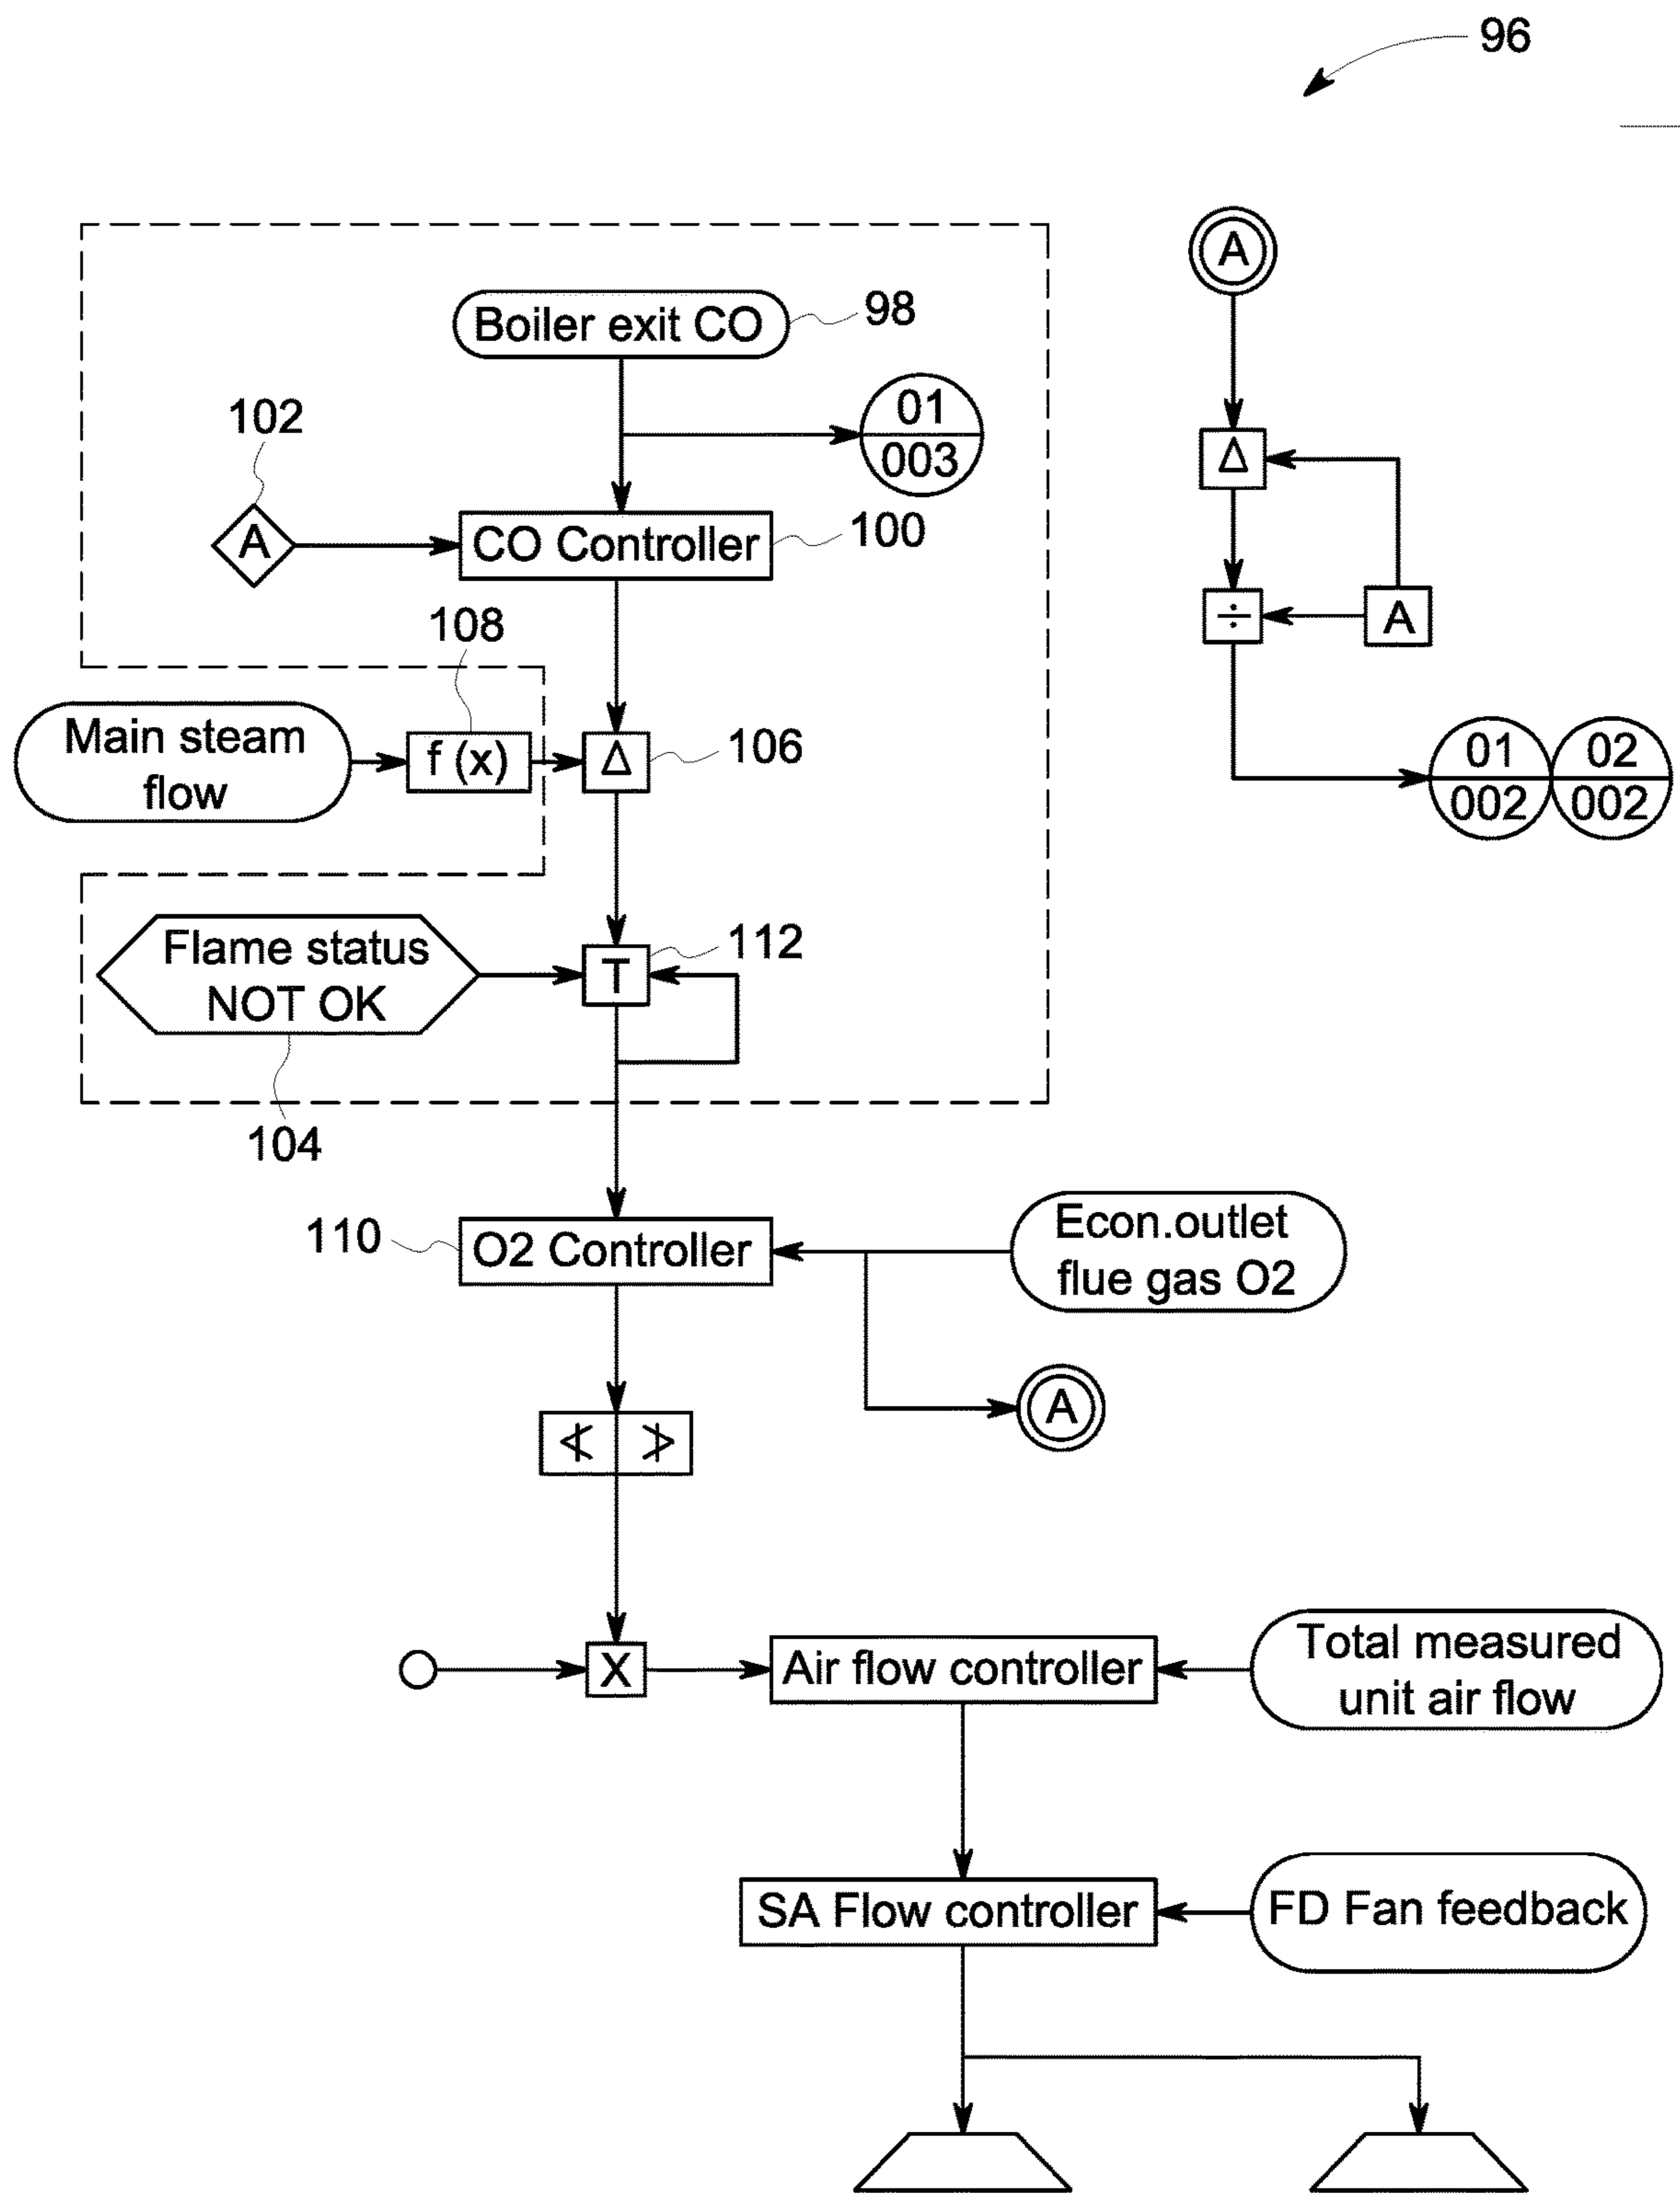 96
A
Boiler exit CO
98
01
003
102
A
CO Controller
100
Δ
÷
A
108
Main steam
flow
f (x)
Δ
106
01
002
02
002
Flame status
NOT OK
T
112
104
110
O2 Controller
Econ.outlet
flue gas O2
A
≮ ≯
X
Air flow controller
Total measured
unit air flow
SA Flow controller
FD Fan feedback